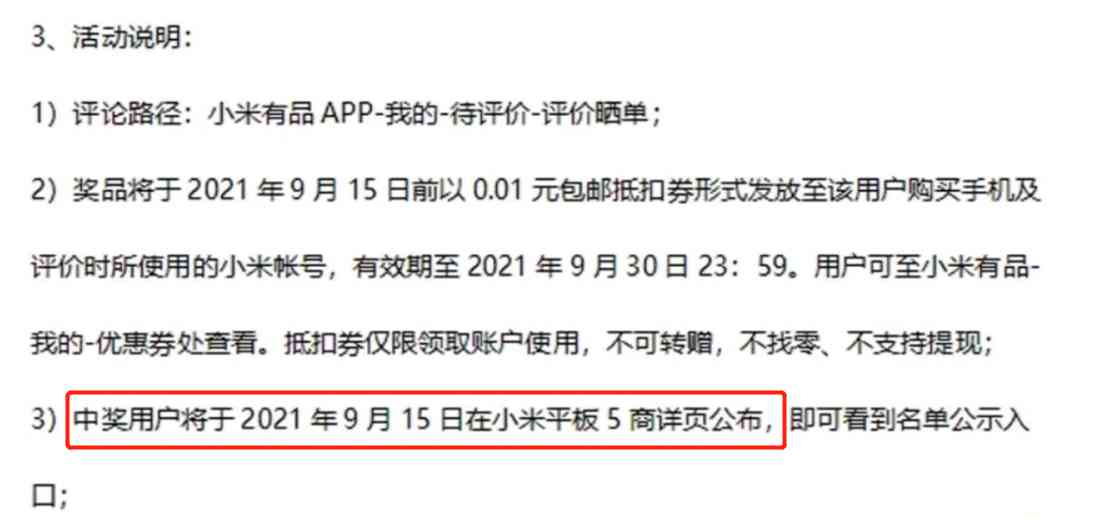 3、活动说明：
1）评论路径：小米有品 APP-我的-待评价-评价晒单；
2）奖品将于 2021 年 9 月 15 日前以 0.01 元包邮抵扣券形式发放至该用户购买手机及
评价时所使用的小米帐号，有效期至 2021 年 9 月 30 日 23：59。用户可至小米有品-
我的-优惠券处查看。抵扣券仅限领取账户使用，不可转赠，不找零、不支持提现；
3）中奖用户将于 2021 年 9 月 15 日在小米平板 5 商详页公布，即可看到名单公示入
口；